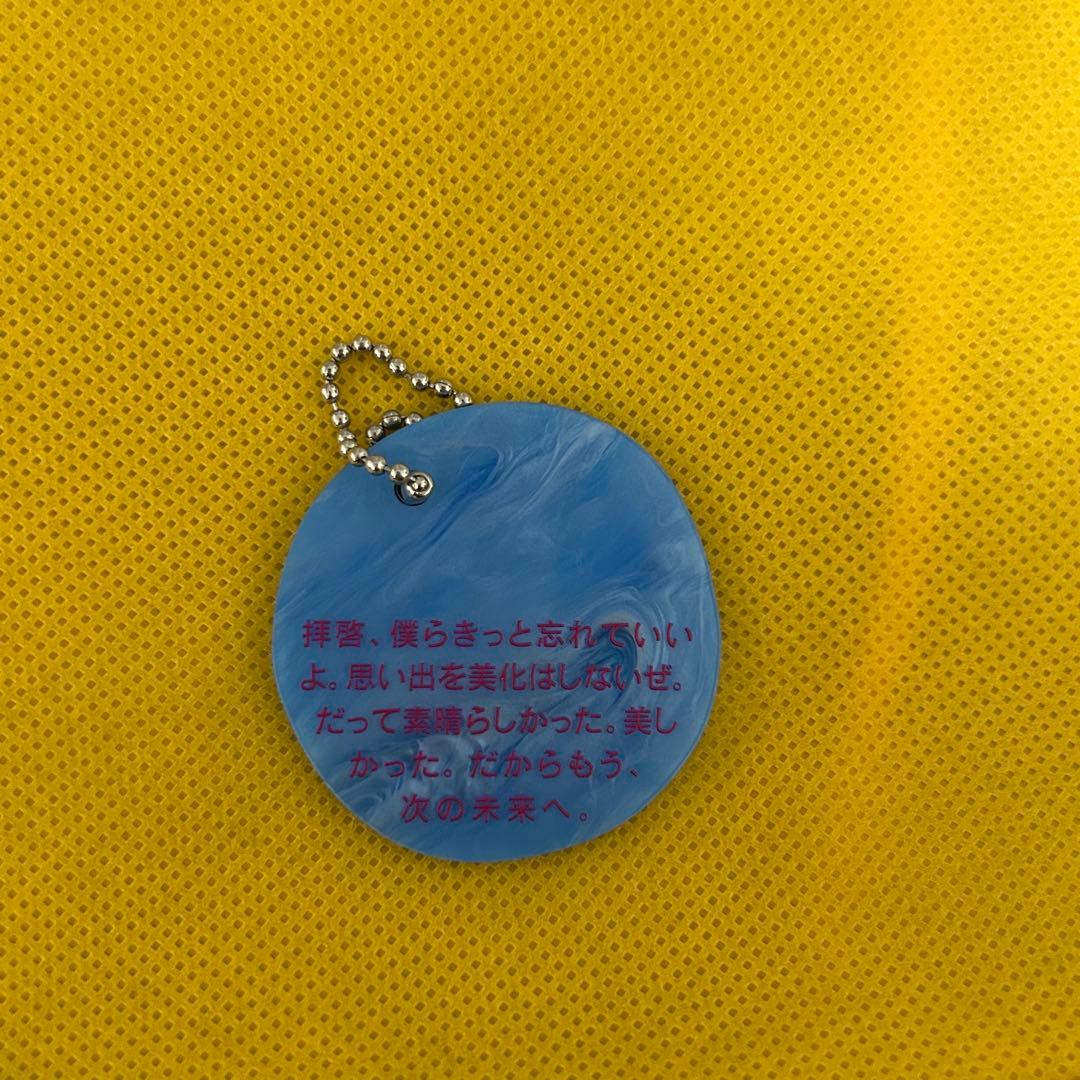 拝啓、僕らきっと忘れていい
よ。思い出を美化はしないぜ。
だって素晴らしかった。美し
かった。だからもう、
次の未来へ。